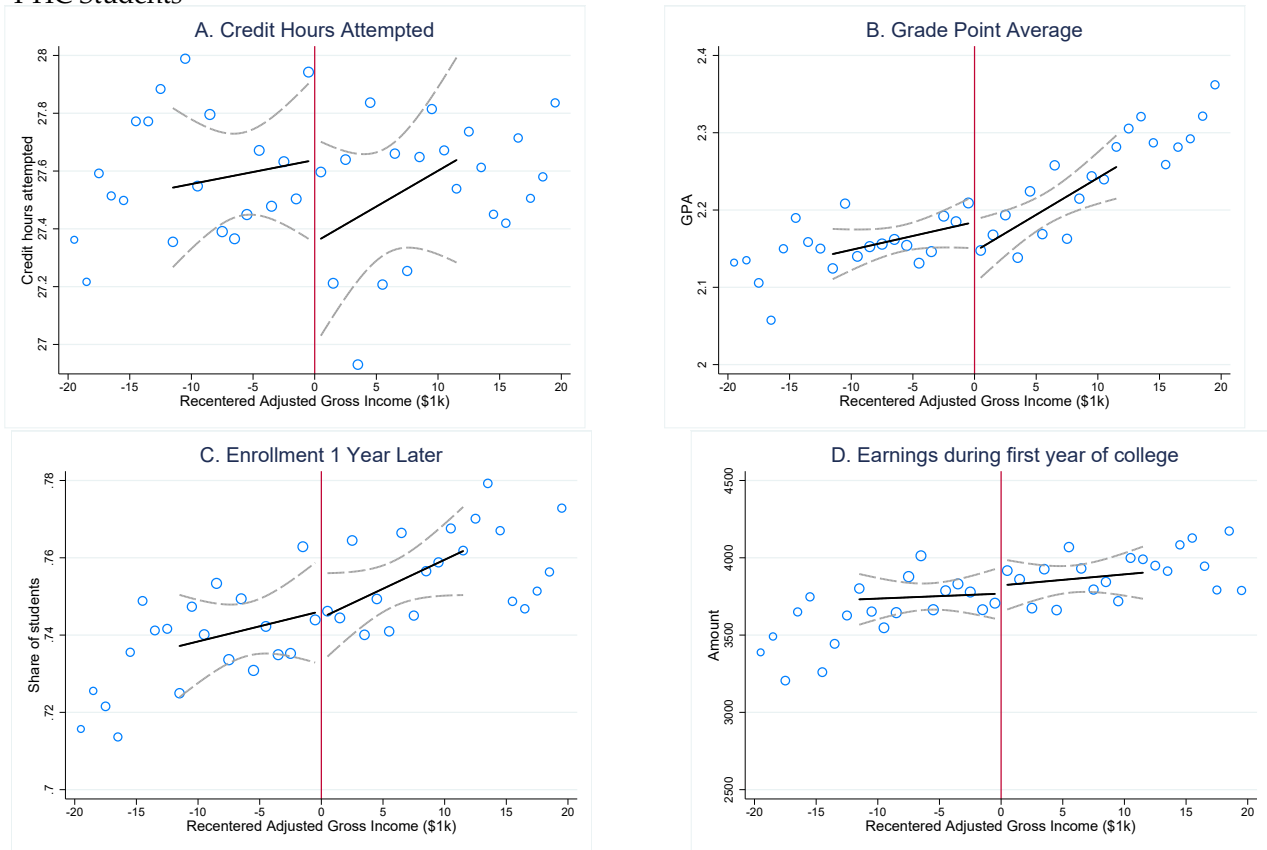 PHC Students
A. Credit Hours Attempted
Credit hours attempted
28
27.8
27.6
27.4
27.2
27
-20 -15 -10 -5 0 5 10 15 20
Recentered Adjusted Gross Income ($1k)
B. Grade Point Average
GPA
2.4
2.3
2.2
2.1
2
-20 -15 -10 -5 0 5 10 15 20
Recentered Adjusted Gross Income ($1k)
C. Enrollment 1 Year Later
Share of students
.78
.76
.74
.72
.7
-20 -15 -10 -5 0 5 10 15 20
Recentered Adjusted Gross Income ($1k)
D. Earnings during first year of college
Amount
4500
4000
3500
3000
2500
-20 -15 -10 -5 0 5 10 15 20
Recentered Adjusted Gross Income ($1k)